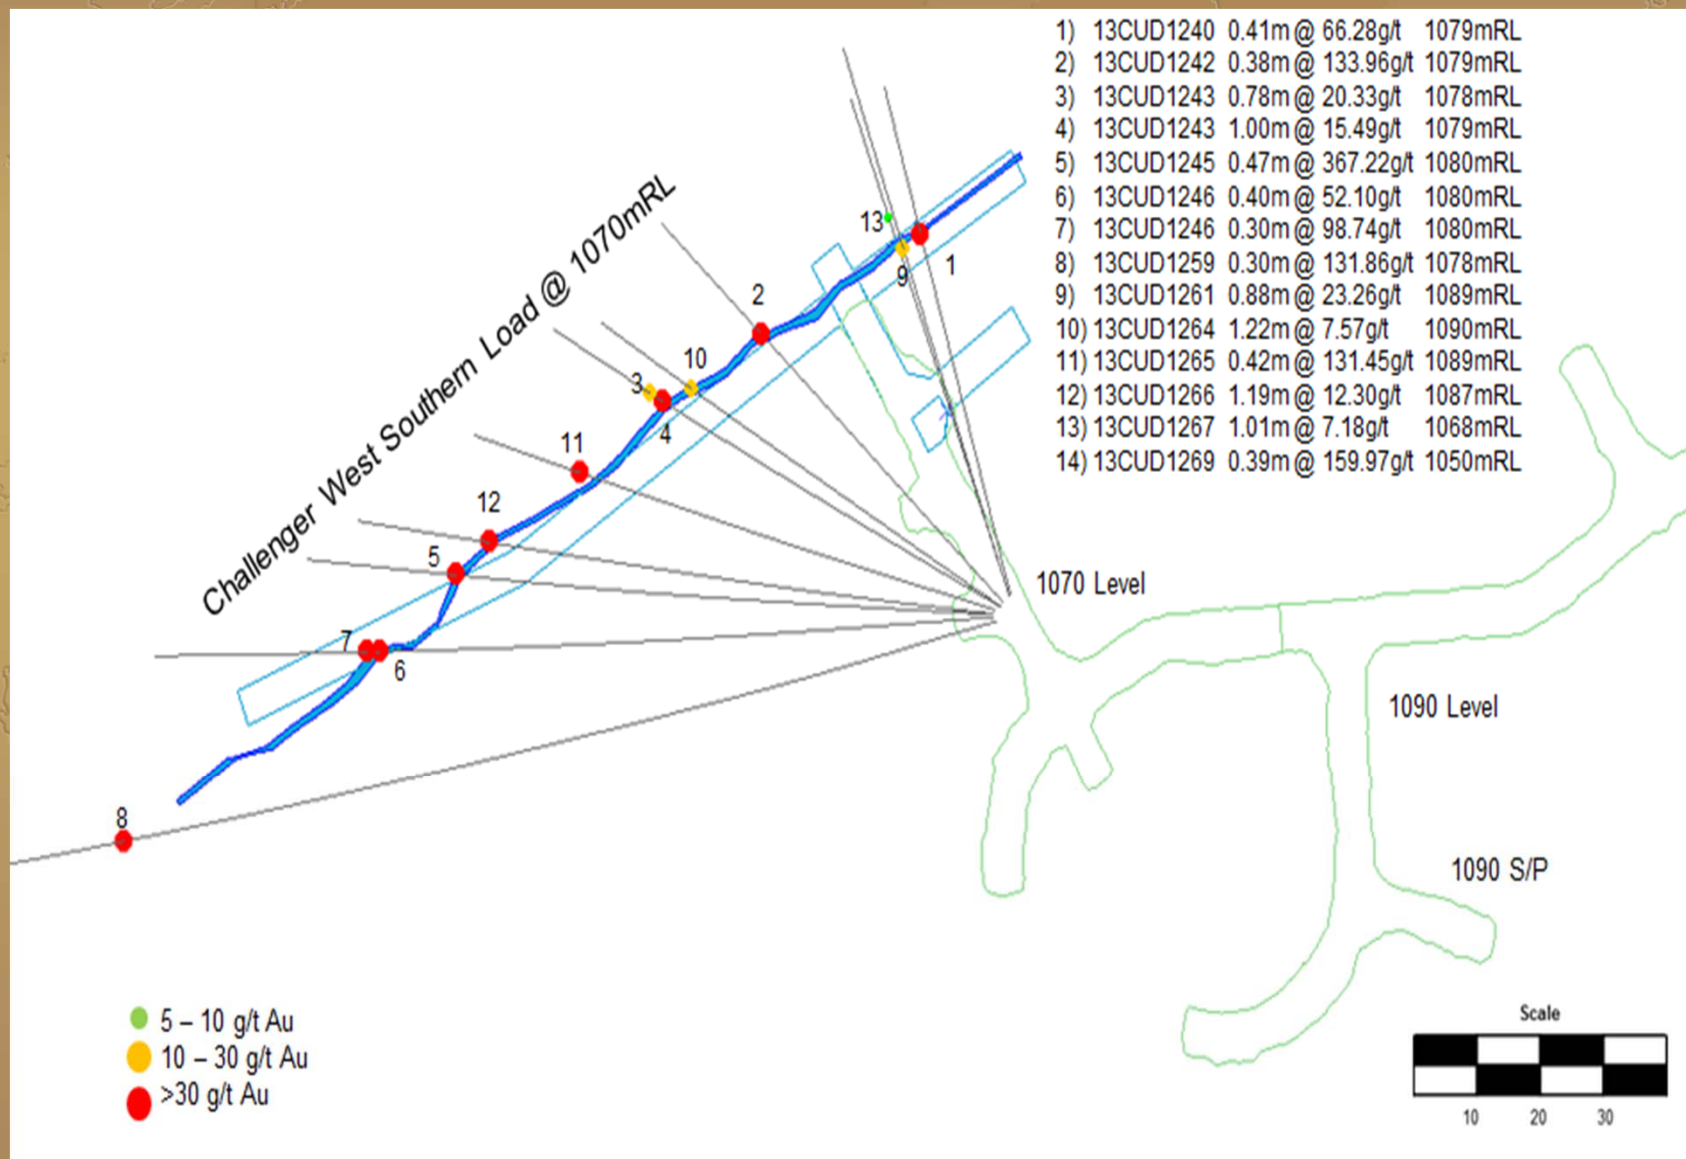 1) 13CUD1240 0.41m @ 66.28g/t 1079mRL
2) 13CUD1242 0.38m @ 133.96g/t 1079mRL
3) 13CUD1243 0.78m @ 20.33g/t 1078mRL
4) 13CUD1243 1.00m @ 15.49g/t 1079mRL
5) 13CUD1245 0.47m @ 367.22g/t 1080mRL
6) 13CUD1246 0.40m @ 52.10g/t 1080mRL
7) 13CUD1246 0.30m @ 98.74g/t 1080mRL
8) 13CUD1259 0.30m @ 131.86g/t 1078mRL
9) 13CUD1261 0.88m @ 23.26g/t 1089mRL
10) 13CUD1264 1.22m @ 7.57g/t 1090mRL
11) 13CUD1265 0.42m @ 131.45g/t 1089mRL
12) 13CUD1266 1.19m @ 12.30g/t 1087mRL
13) 13CUD1267 1.01m @ 7.18g/t 1068mRL
14) 13CUD1269 0.39m @ 159.97g/t 1050mRL
Challenger West Southern Load @ 1070mRL
13
9
1
2
10
3
4
11
12
5
7
6
8
1070 Level
1090 Level
1090 S/P
5 – 10 g/t Au
10 – 30 g/t Au
>30 g/t Au
Scale
10 20 30